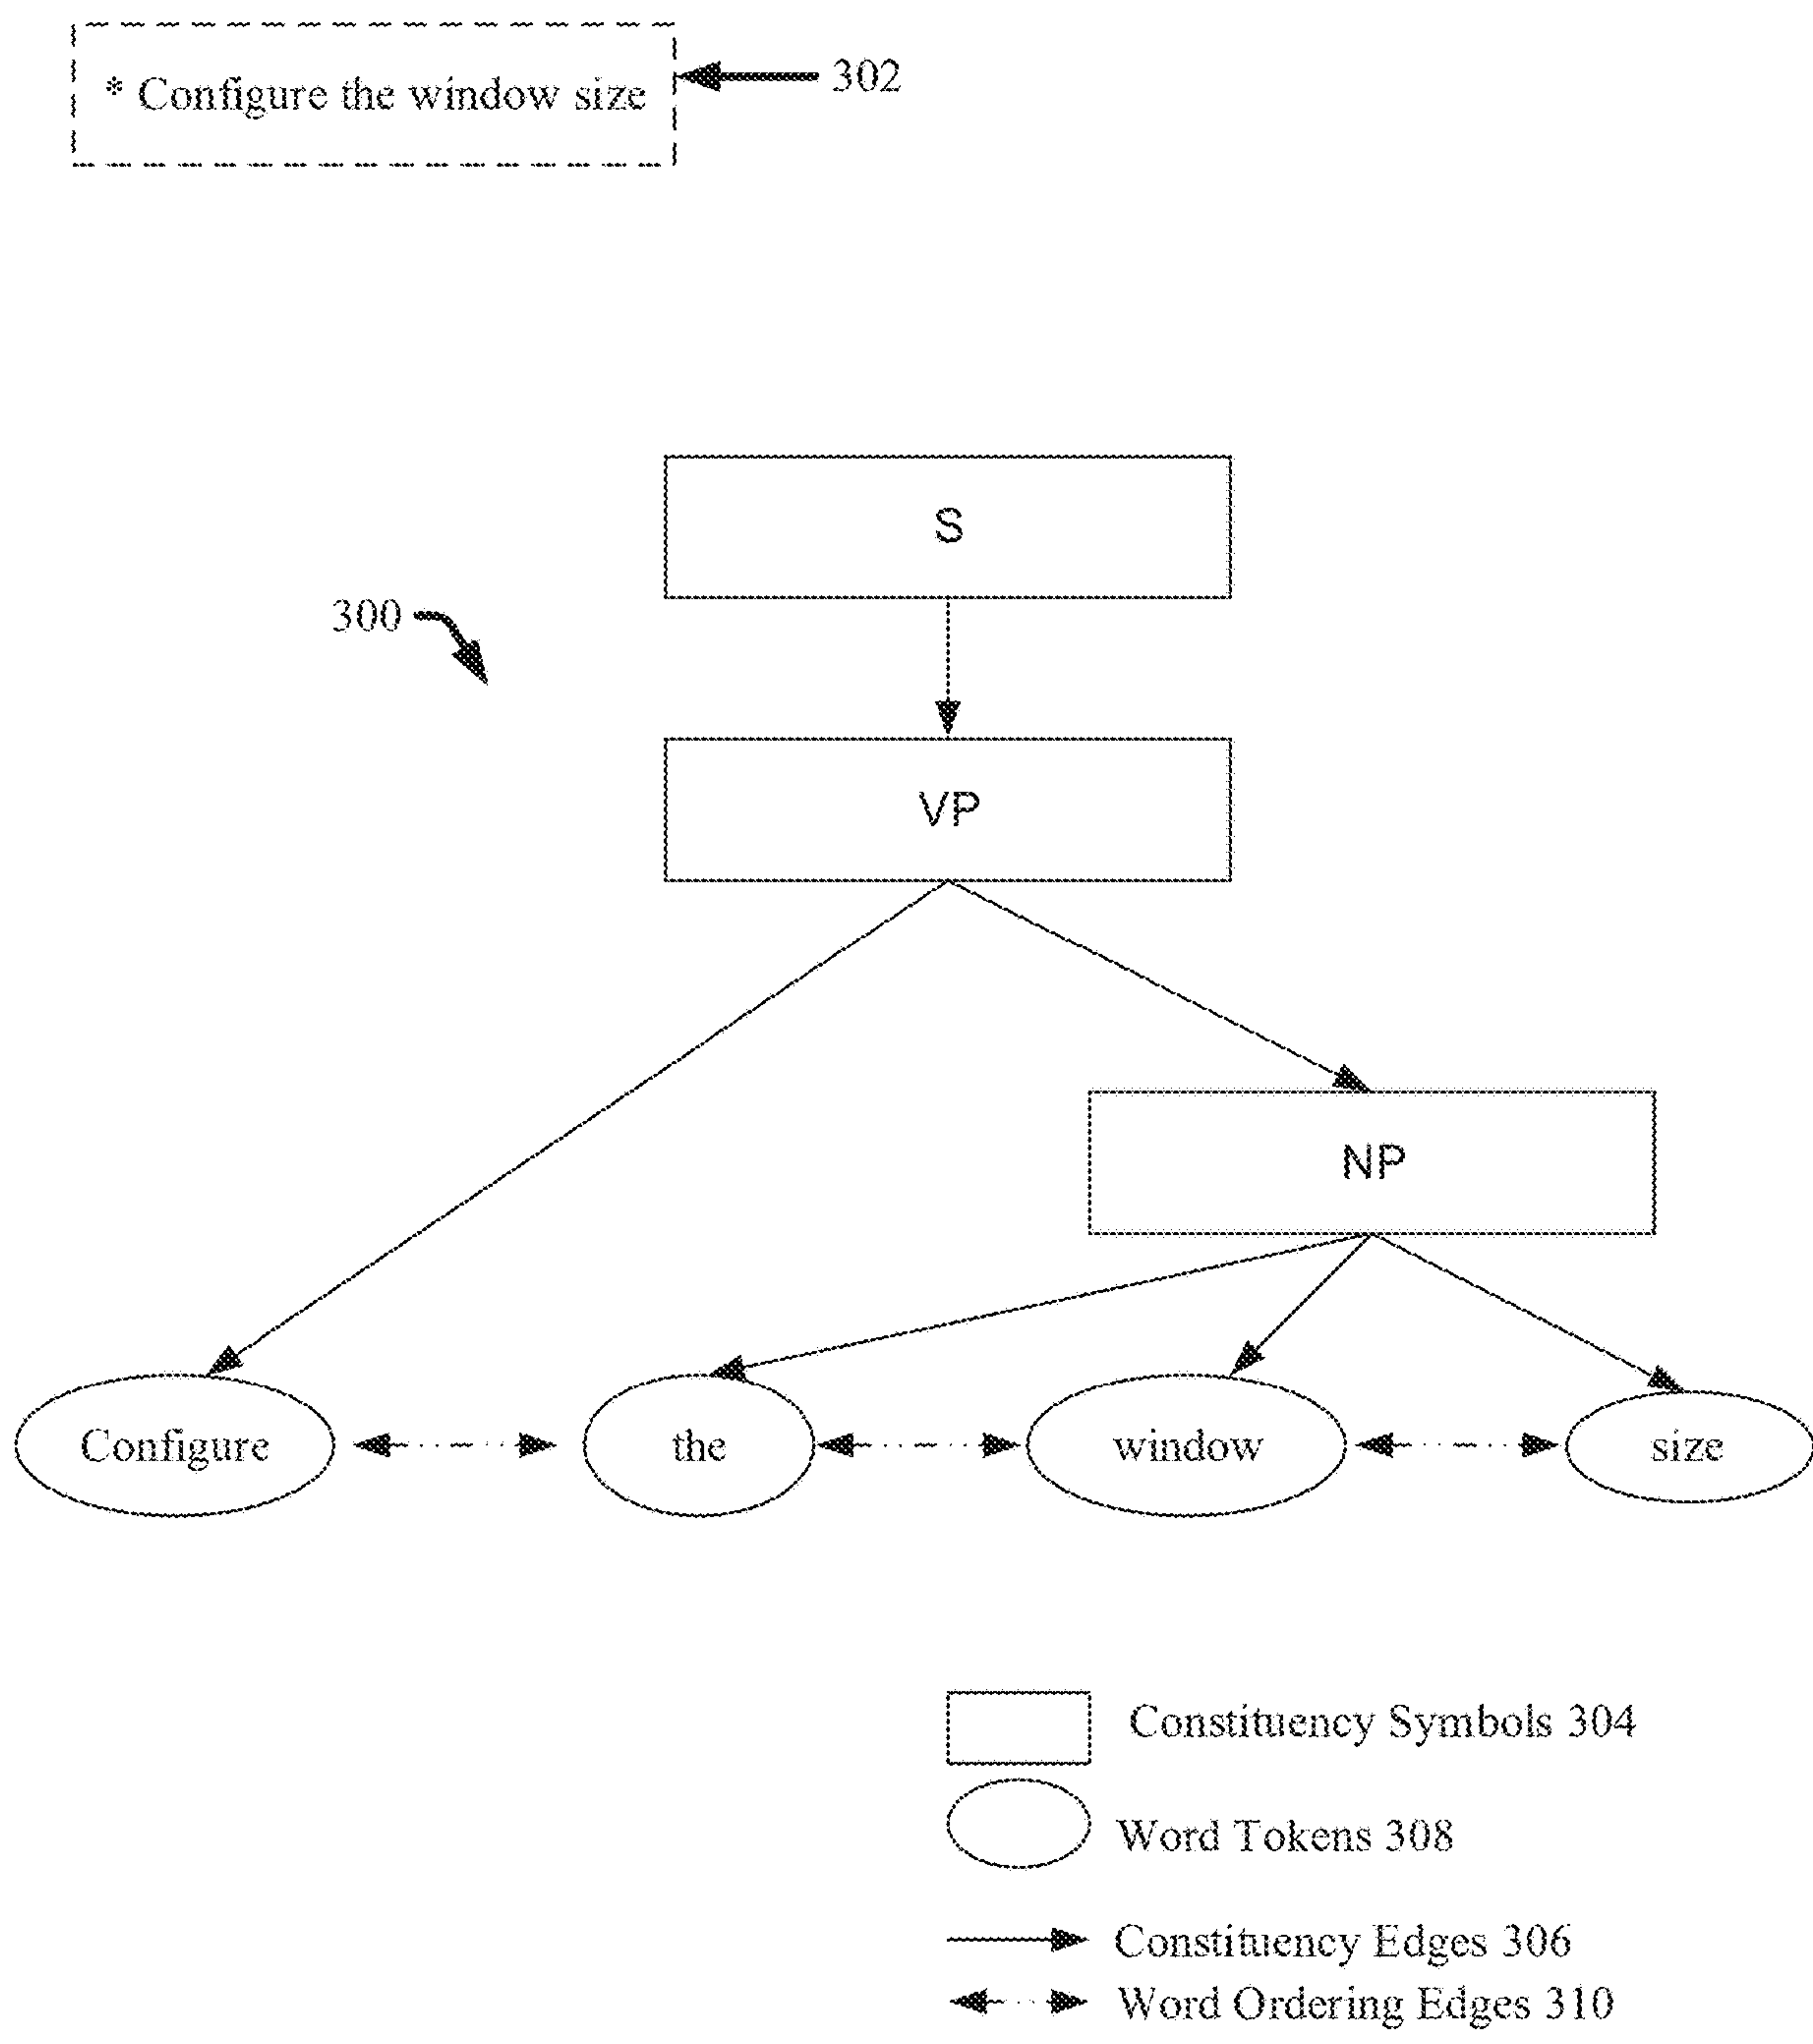 * Configure the window size
302
S
300
VP
NP
Configure the window size
Constituency Symbols 304
Word Tokens 308
Constituency Edges 306
Word Ordering Edges 310